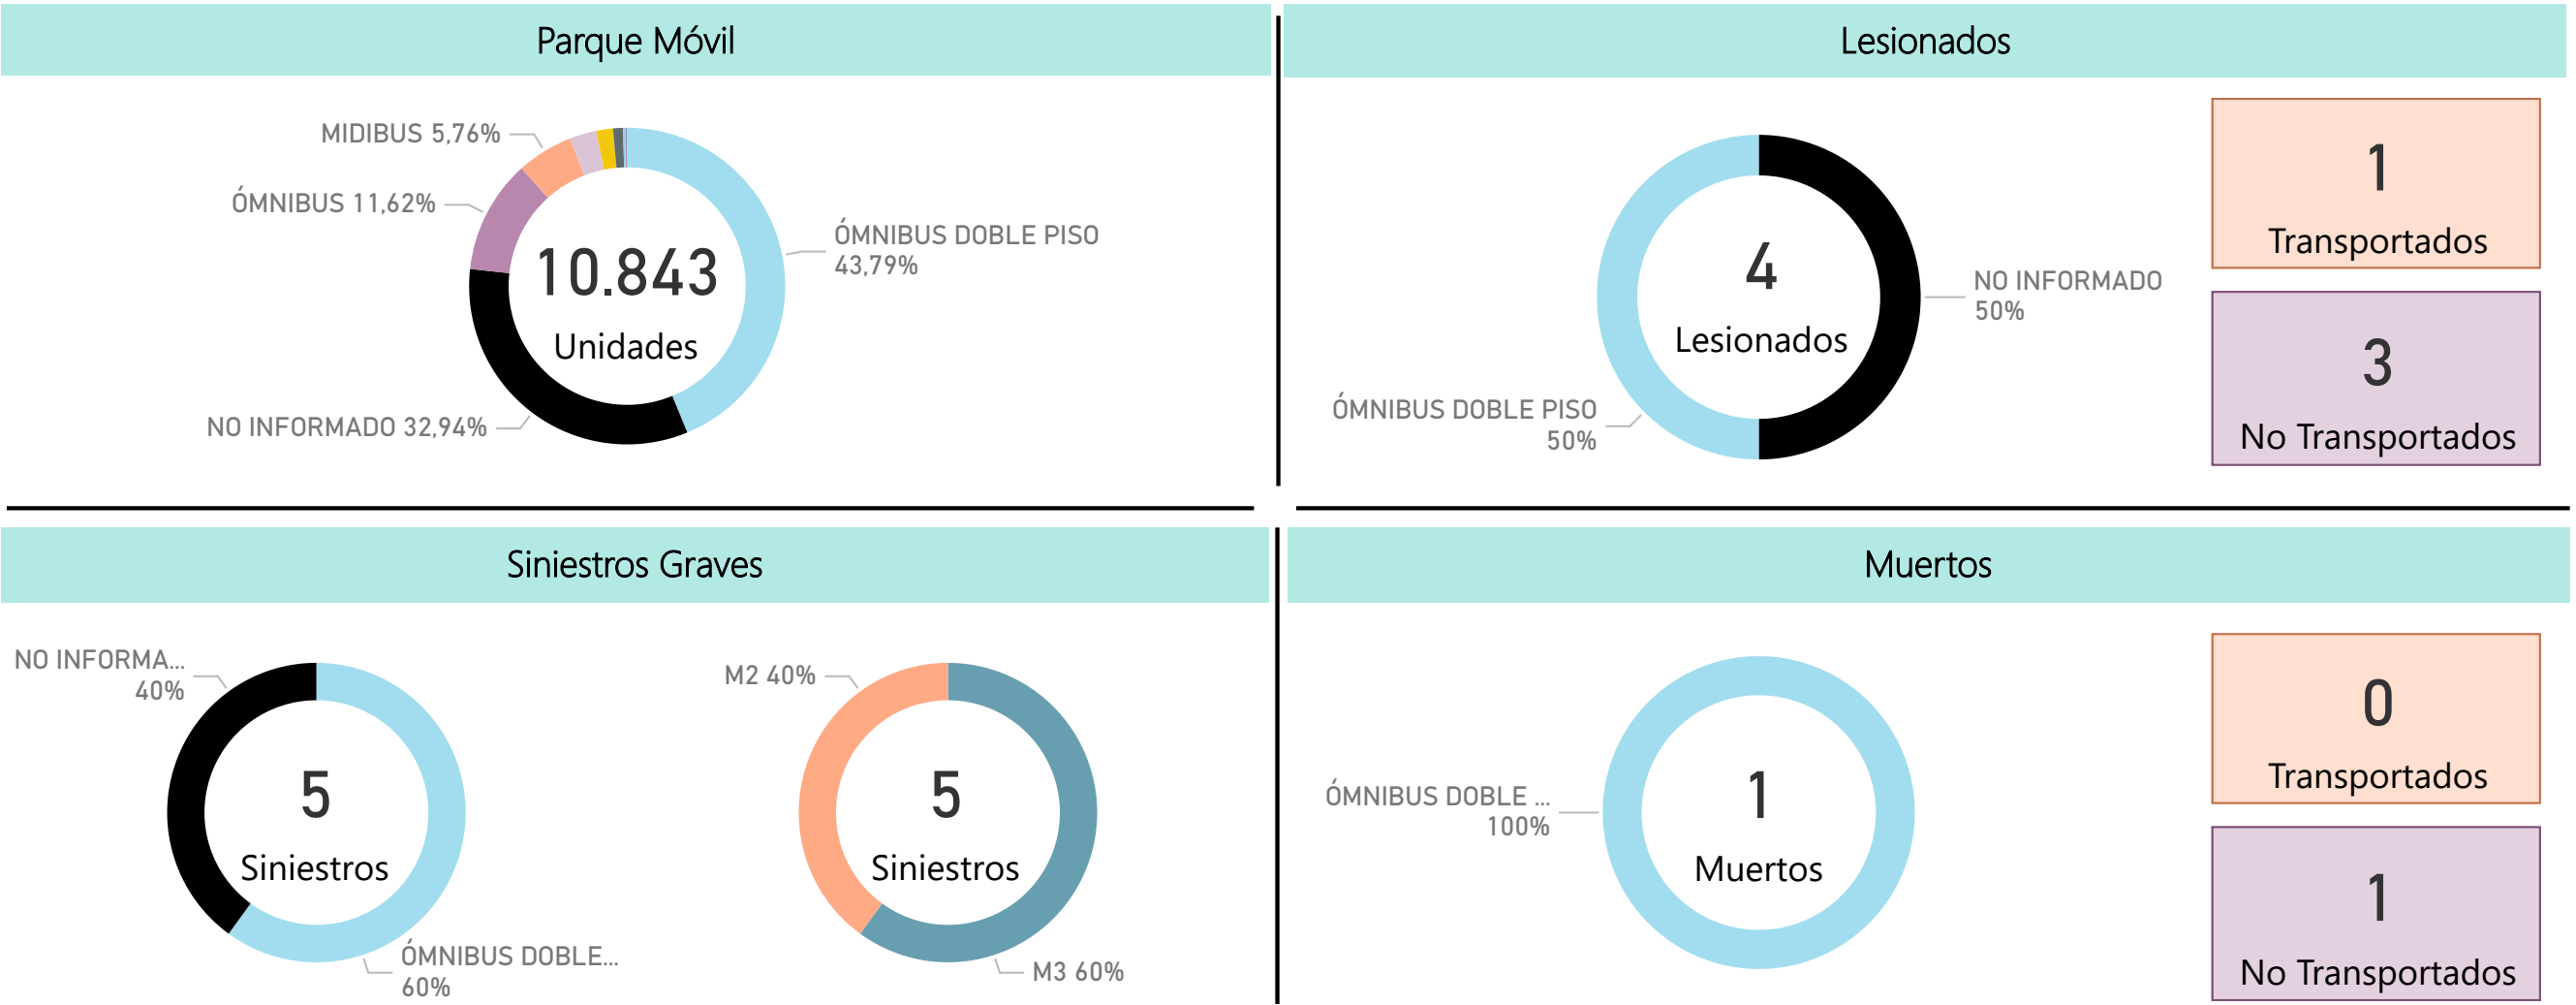 Parque Móvil
MIDIBUS 5,76%
ÓMNIBUS 11,62%
ÓMNIBUS DOBLE PISO
43,79%
10.843
Unidades
NO INFORMADO 32,94%
Lesionados
4
Lesionados
NO INFORMADO
50%
ÓMNIBUS DOBLE PISO
50%
1
Transportados
3
No Transportados
Siniestros Graves
NO INFORMA...
40%
5
Siniestros
ÓMNIBUS DOBLE...
60%
M2 40%
5
Siniestros
M3 60%
Muertos
ÓMNIBUS DOBLE ...
100%
1
Muertos
0
Transportados
1
No Transportados